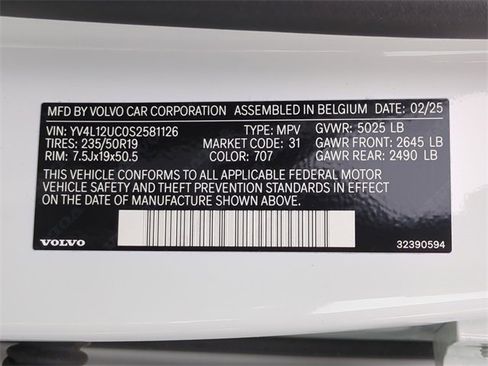 MFD BY VOLVO CAR CORPORATION ASSEMBLED IN BELGIUM 02/25
VIN: YV4L12UC0S2581126 TYPE: MPV GVWR: 5025 LB
TIRES: 235/50R19 MARKET CODE: 31 GAWR FRONT: 2645 LB
RIM: 7.5Jx19x50.5 COLOR: 707 GAWR REAR: 2490 LB
THIS VEHICLE CONFORMS TO ALL APPLICABLE FEDERAL MOTOR
VEHICLE SAFETY AND THEFT PREVENTION STANDARDS IN EFFECT
ON THE DATE OF MANUFACTURE SHOWN ABOVE.
VOLVO 32390594